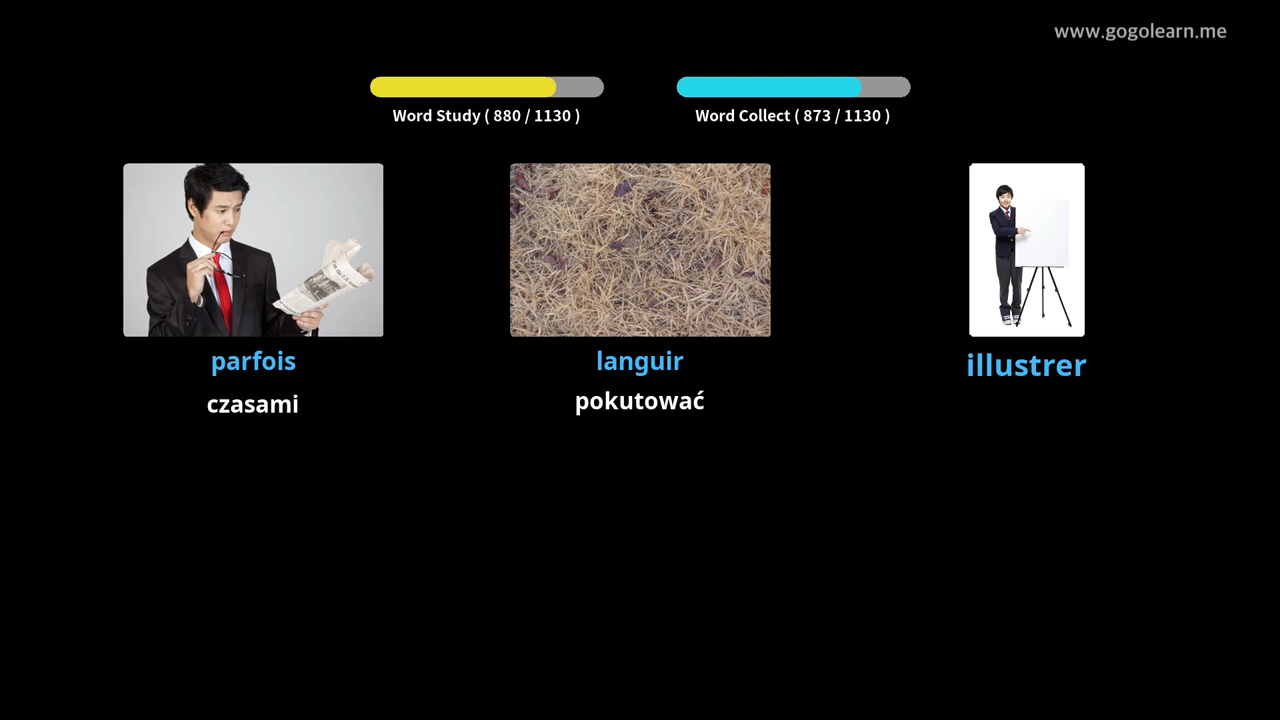 www.gogolearn.me
Word Study ( 880 / 1130 )
Word Collect ( 873 / 1130 )
parfois
languir
illustrer
czasami
pokutować